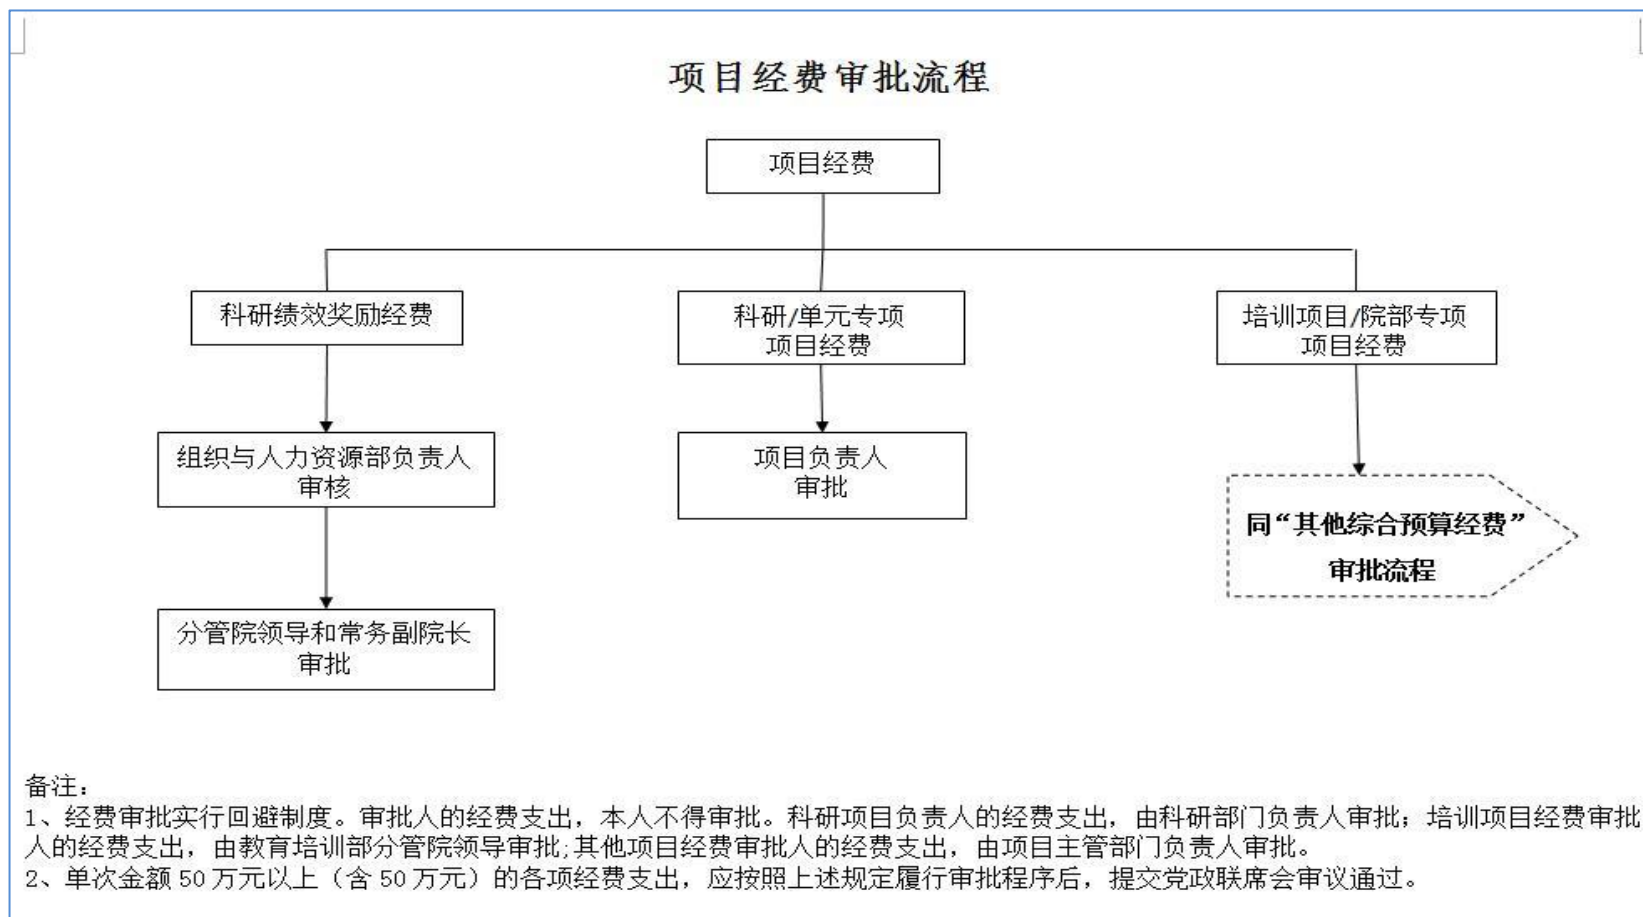 项目经费审批流程
项目经费
科研绩效奖励经费
科研/单元专项
项目经费
培训项目/院部专项
项目经费
组织与人力资源部负责人
审核
项目负责人
审批
同“其他综合预算经费”
审批流程
分管院领导和常务副院长
审批
备注：
1、经费审批实行回避制度。审批人的经费支出，本人不得审批。科研项目负责人的经费支出，由科研部门负责人审批；培训项目经费审批
人的经费支出，由教育培训部分管院领导审批;其他项目经费审批人的经费支出，由项目主管部门负责人审批。
2、单次金额 50 万元以上（含 50 万元）的各项经费支出，应按照上述规定履行审批程序后，提交党政联席会审议通过。